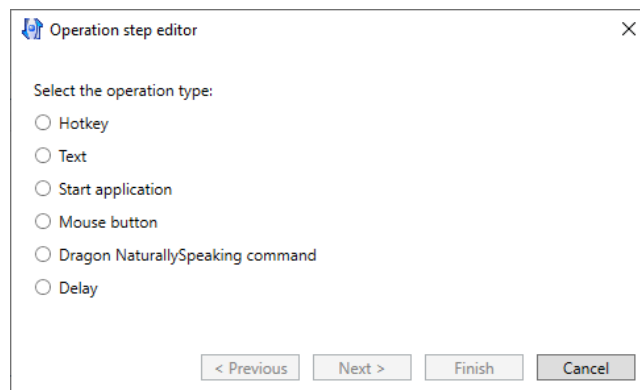 Operation step editor
Select the operation type:
Hotkey
Text
Start application
Mouse button
Dragon NaturallySpeaking command
Delay
< Previous Next > Finish Cancel